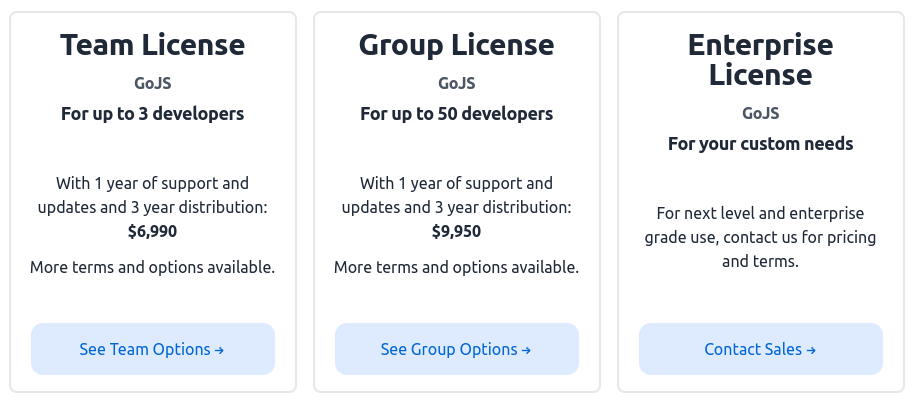 Team License
GoJS
For up to 3 developers
With 1 year of support and
updates and 3 year distribution:
$6,990
More terms and options available.
See Team Options →
Group License
GoJS
For up to 50 developers
With 1 year of support and
updates and 3 year distribution:
$9,950
More terms and options available.
See Group Options →
Enterprise
License
GoJS
For your custom needs
For next level and enterprise
grade use, contact us for pricing
and terms.
Contact Sales →